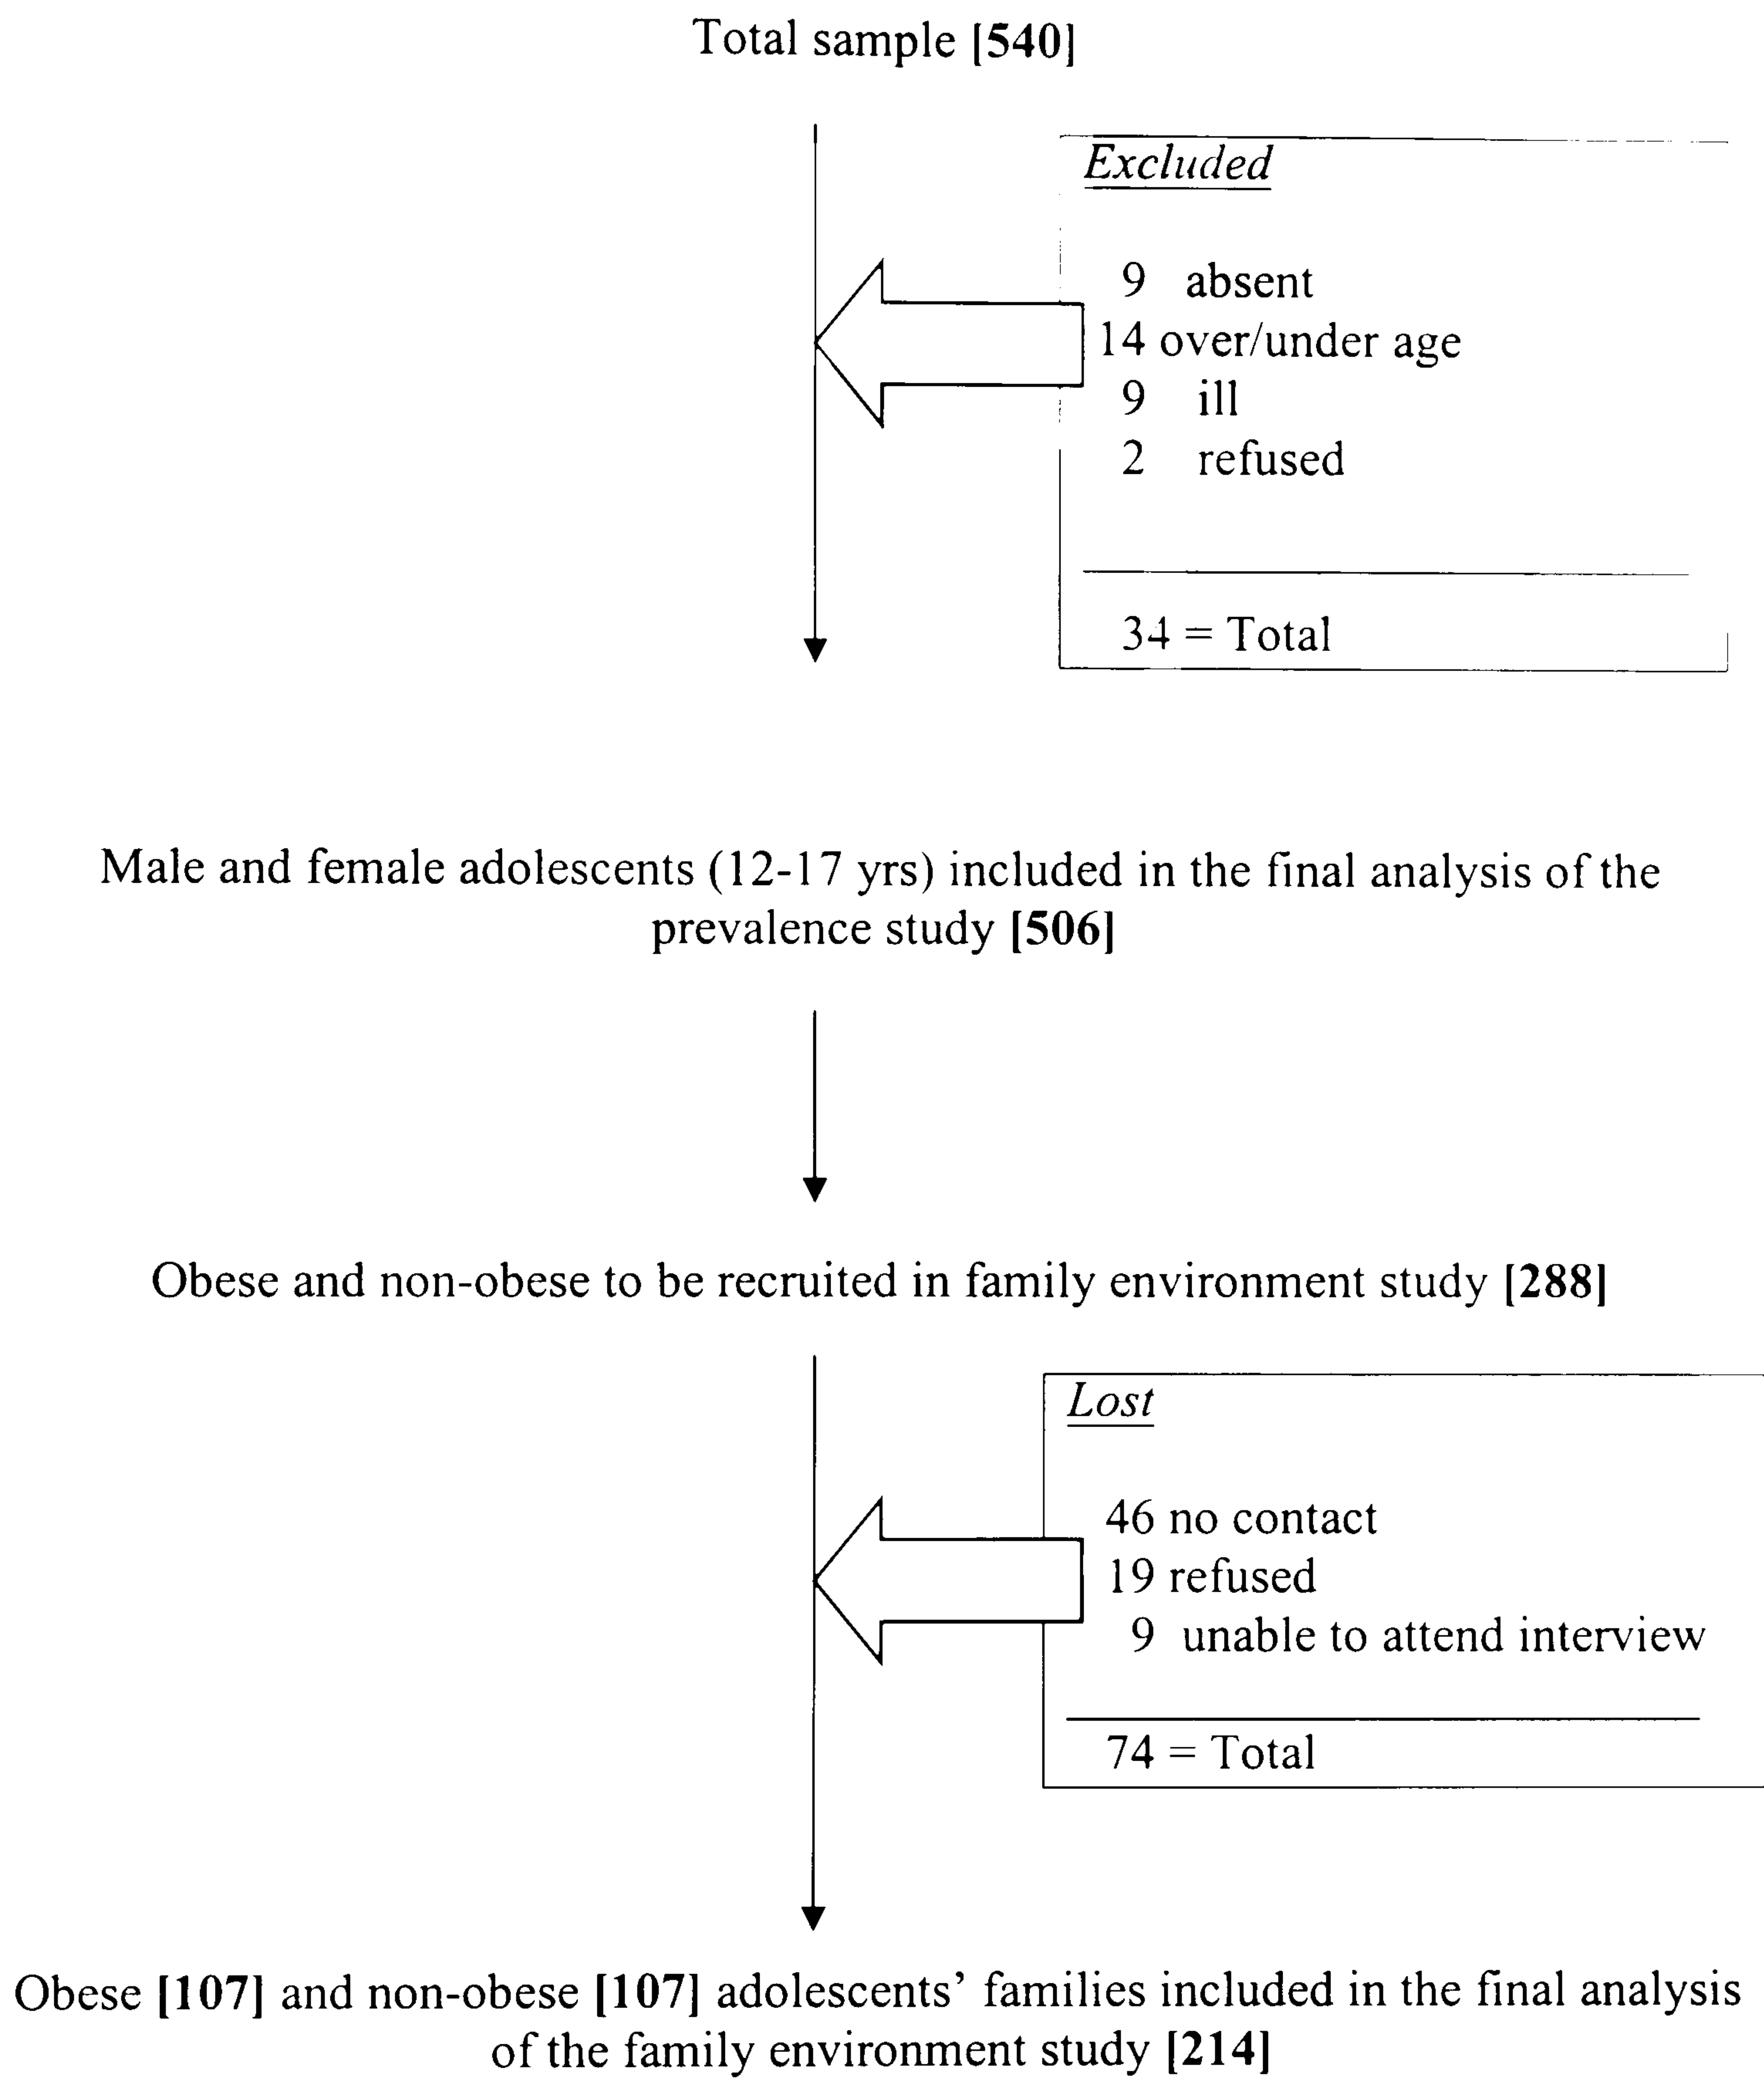 Total sample [540]
Excluded
9 absent
14 over/under age
9 ill
2 refused
34 = Total
Male and female adolescents (12-17 yrs) included in the final analysis of the
prevalence study [506]
Obese and non-obese to be recruited in family environment study [288]
Lost
46 no contact
19 refused
9 unable to attend interview
74 = Total
Obese [107] and non-obese [107] adolescents’ families included in the final analysis
of the family environment study [214]